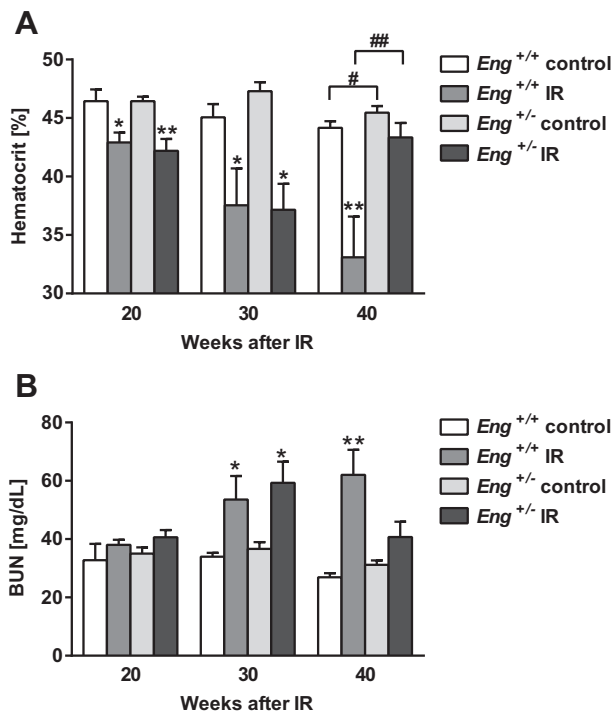 A
##
#
50
45
40
35
30
Hematocrit [%]
*
**
*
*
**
20
30
40
Weeks after IR
Eng +/+ control
Eng +/+ IR
Eng +/- control
Eng +/- IR
B
80
60
40
20
0
BUN [mg/dL]
*
*
**
20
30
40
Weeks after IR
Eng +/+ control
Eng +/+ IR
Eng +/- control
Eng +/- IR